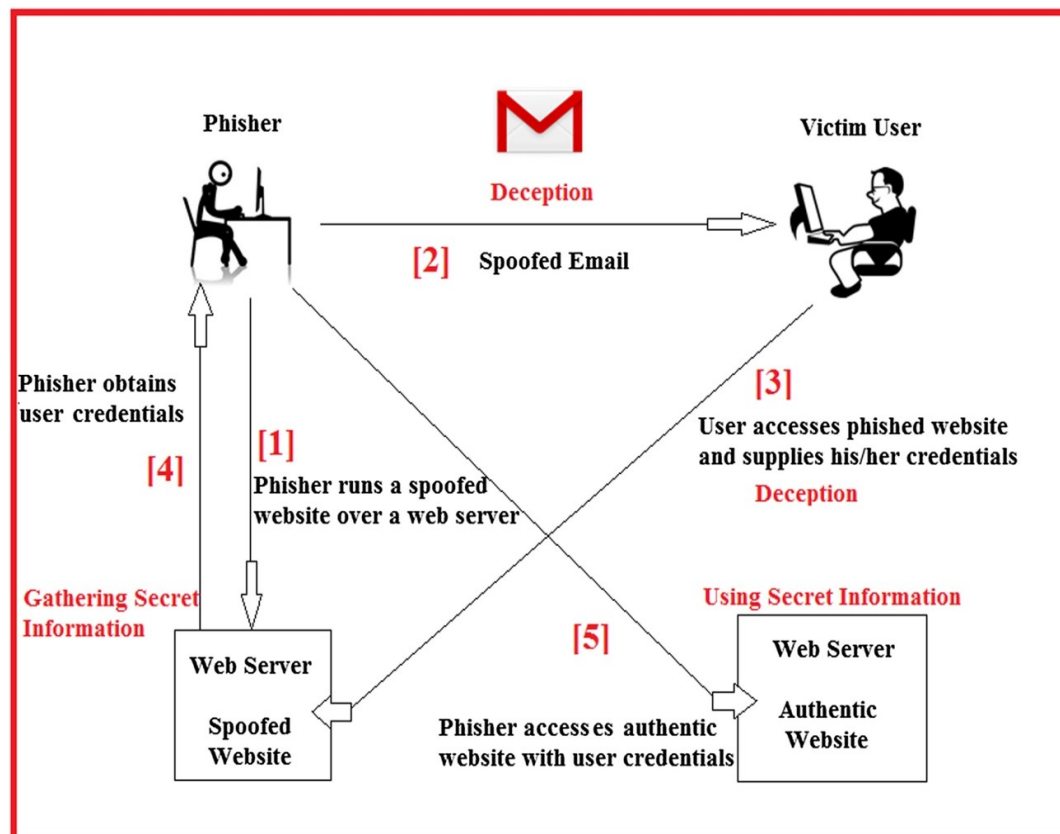 Phisher
Victim User
Deception
[2]
Spoofed Email
Phisher obtains
user credentials
[4]
[1]
Phisher runs a spoofed
website over a web server
[3]
User accesses phished website
and supplies his/her credentials
Deception
Gathering Secret
Information
Using Secret Information
[5]
Web Server
Spoofed
Website
Phisher accesses authentic
website with user credentials
Web Server
Authentic
Website